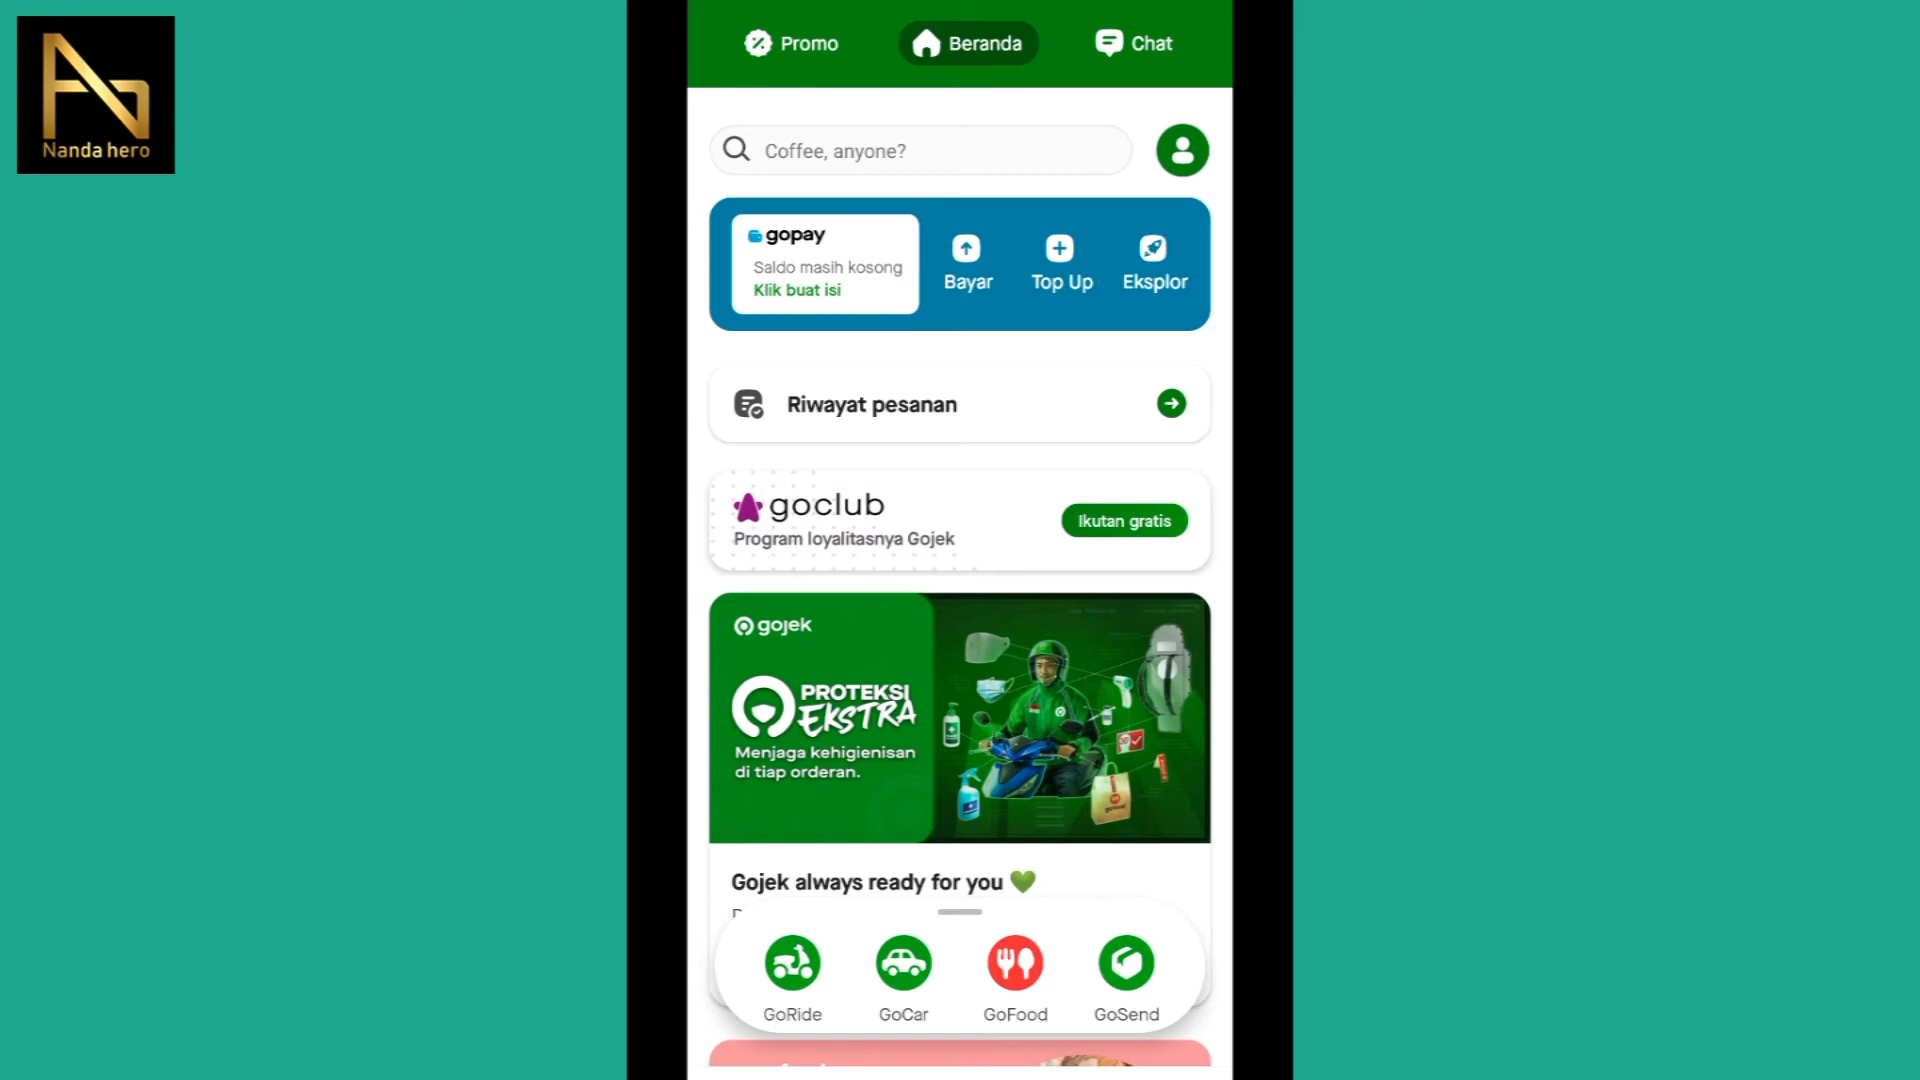 Nanda hero
Promo
Beranda
Chat
Coffee, anyone?
gopay
Saldo masih kosong
Klik buat isi
Bayar
Top Up
Eksplor
Riwayat pesanan
goclub
Program loyalitasnya Gojek
Ikutan gratis
gojek
PROTEKSI
EKSTRA
Menjaga kehigienisan
di tiap orderan.
Gojek always ready for you 💚
GoRide
GoCar
GoFood
GoSend